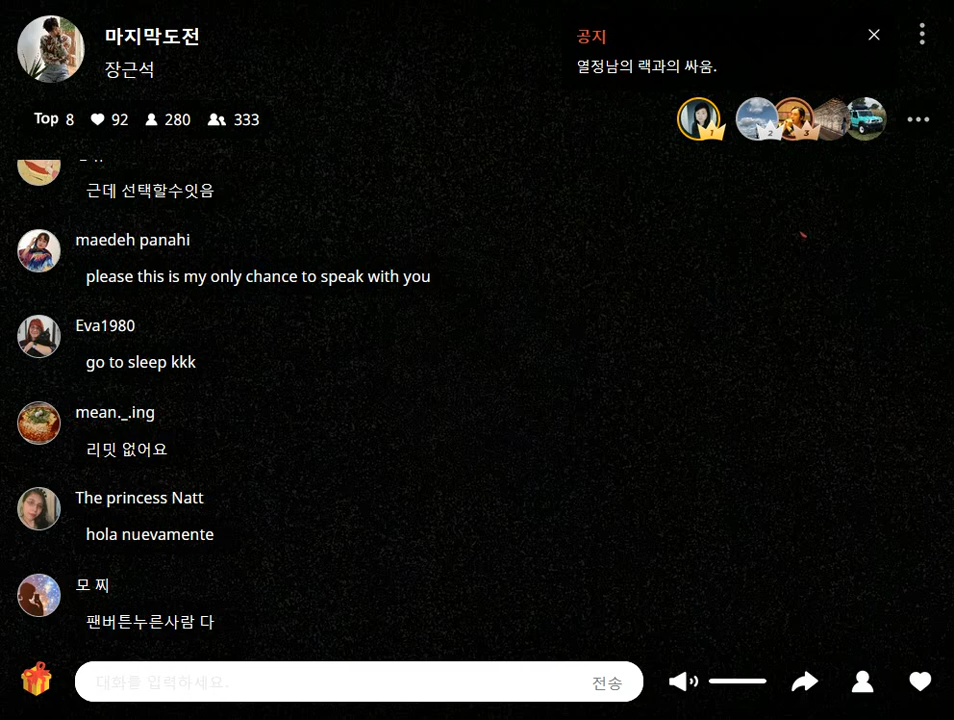 마지막도전
장근석
공지
열정남의 랙과의 싸움.
Top 8 92 280 333
1 2 3
근데 선택할수잇음
maedeh panahi
please this is my only chance to speak with you
Eva1980
go to sleep kkk
mean._.ing
리밋 없어요
The princess Natt
hola nuevamente
모 찌
팬버튼누른사람 다
대화를 입력하세요.
전송